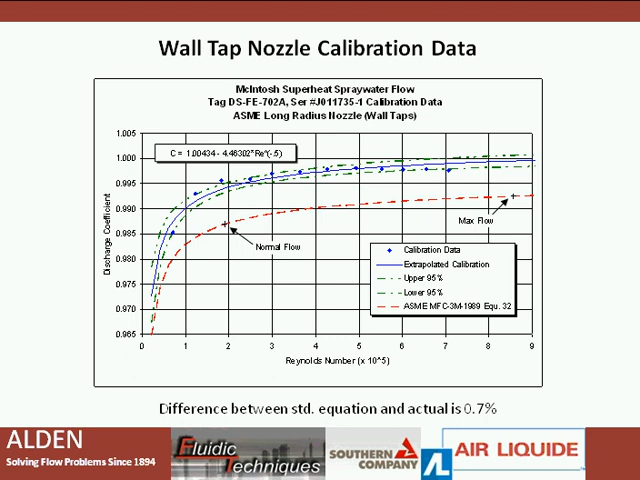 Wall Tap Nozzle Calibration Data
McIntosh Superheat Spraywater Flow
Tag DS-FE-702A, Ser #J011735-1 Calibration Data
ASME Long Radius Nozzle (Wall Taps)
1.005
1.000
0.995
0.990
0.985
0.980
0.975
0.970
0.965
Discharge Coefficient
C = 1.00434 - 4.46302*Re^(-.5)
Max Flow
Normal Flow
Calibration Data
Extrapolated Calibration
Upper 95%
Lower 95%
ASME MFC-3M-1989 Equ. 32
0 1 2 3 4 5 6 7 8 9
Reynolds Number (x 10^5)
Difference between std. equation and actual is 0.7%
ALDEN
Solving Flow Problems Since 1894
Fluidic
Techniques
SOUTHERN
COMPANY
AL
AIR LIQUIDE